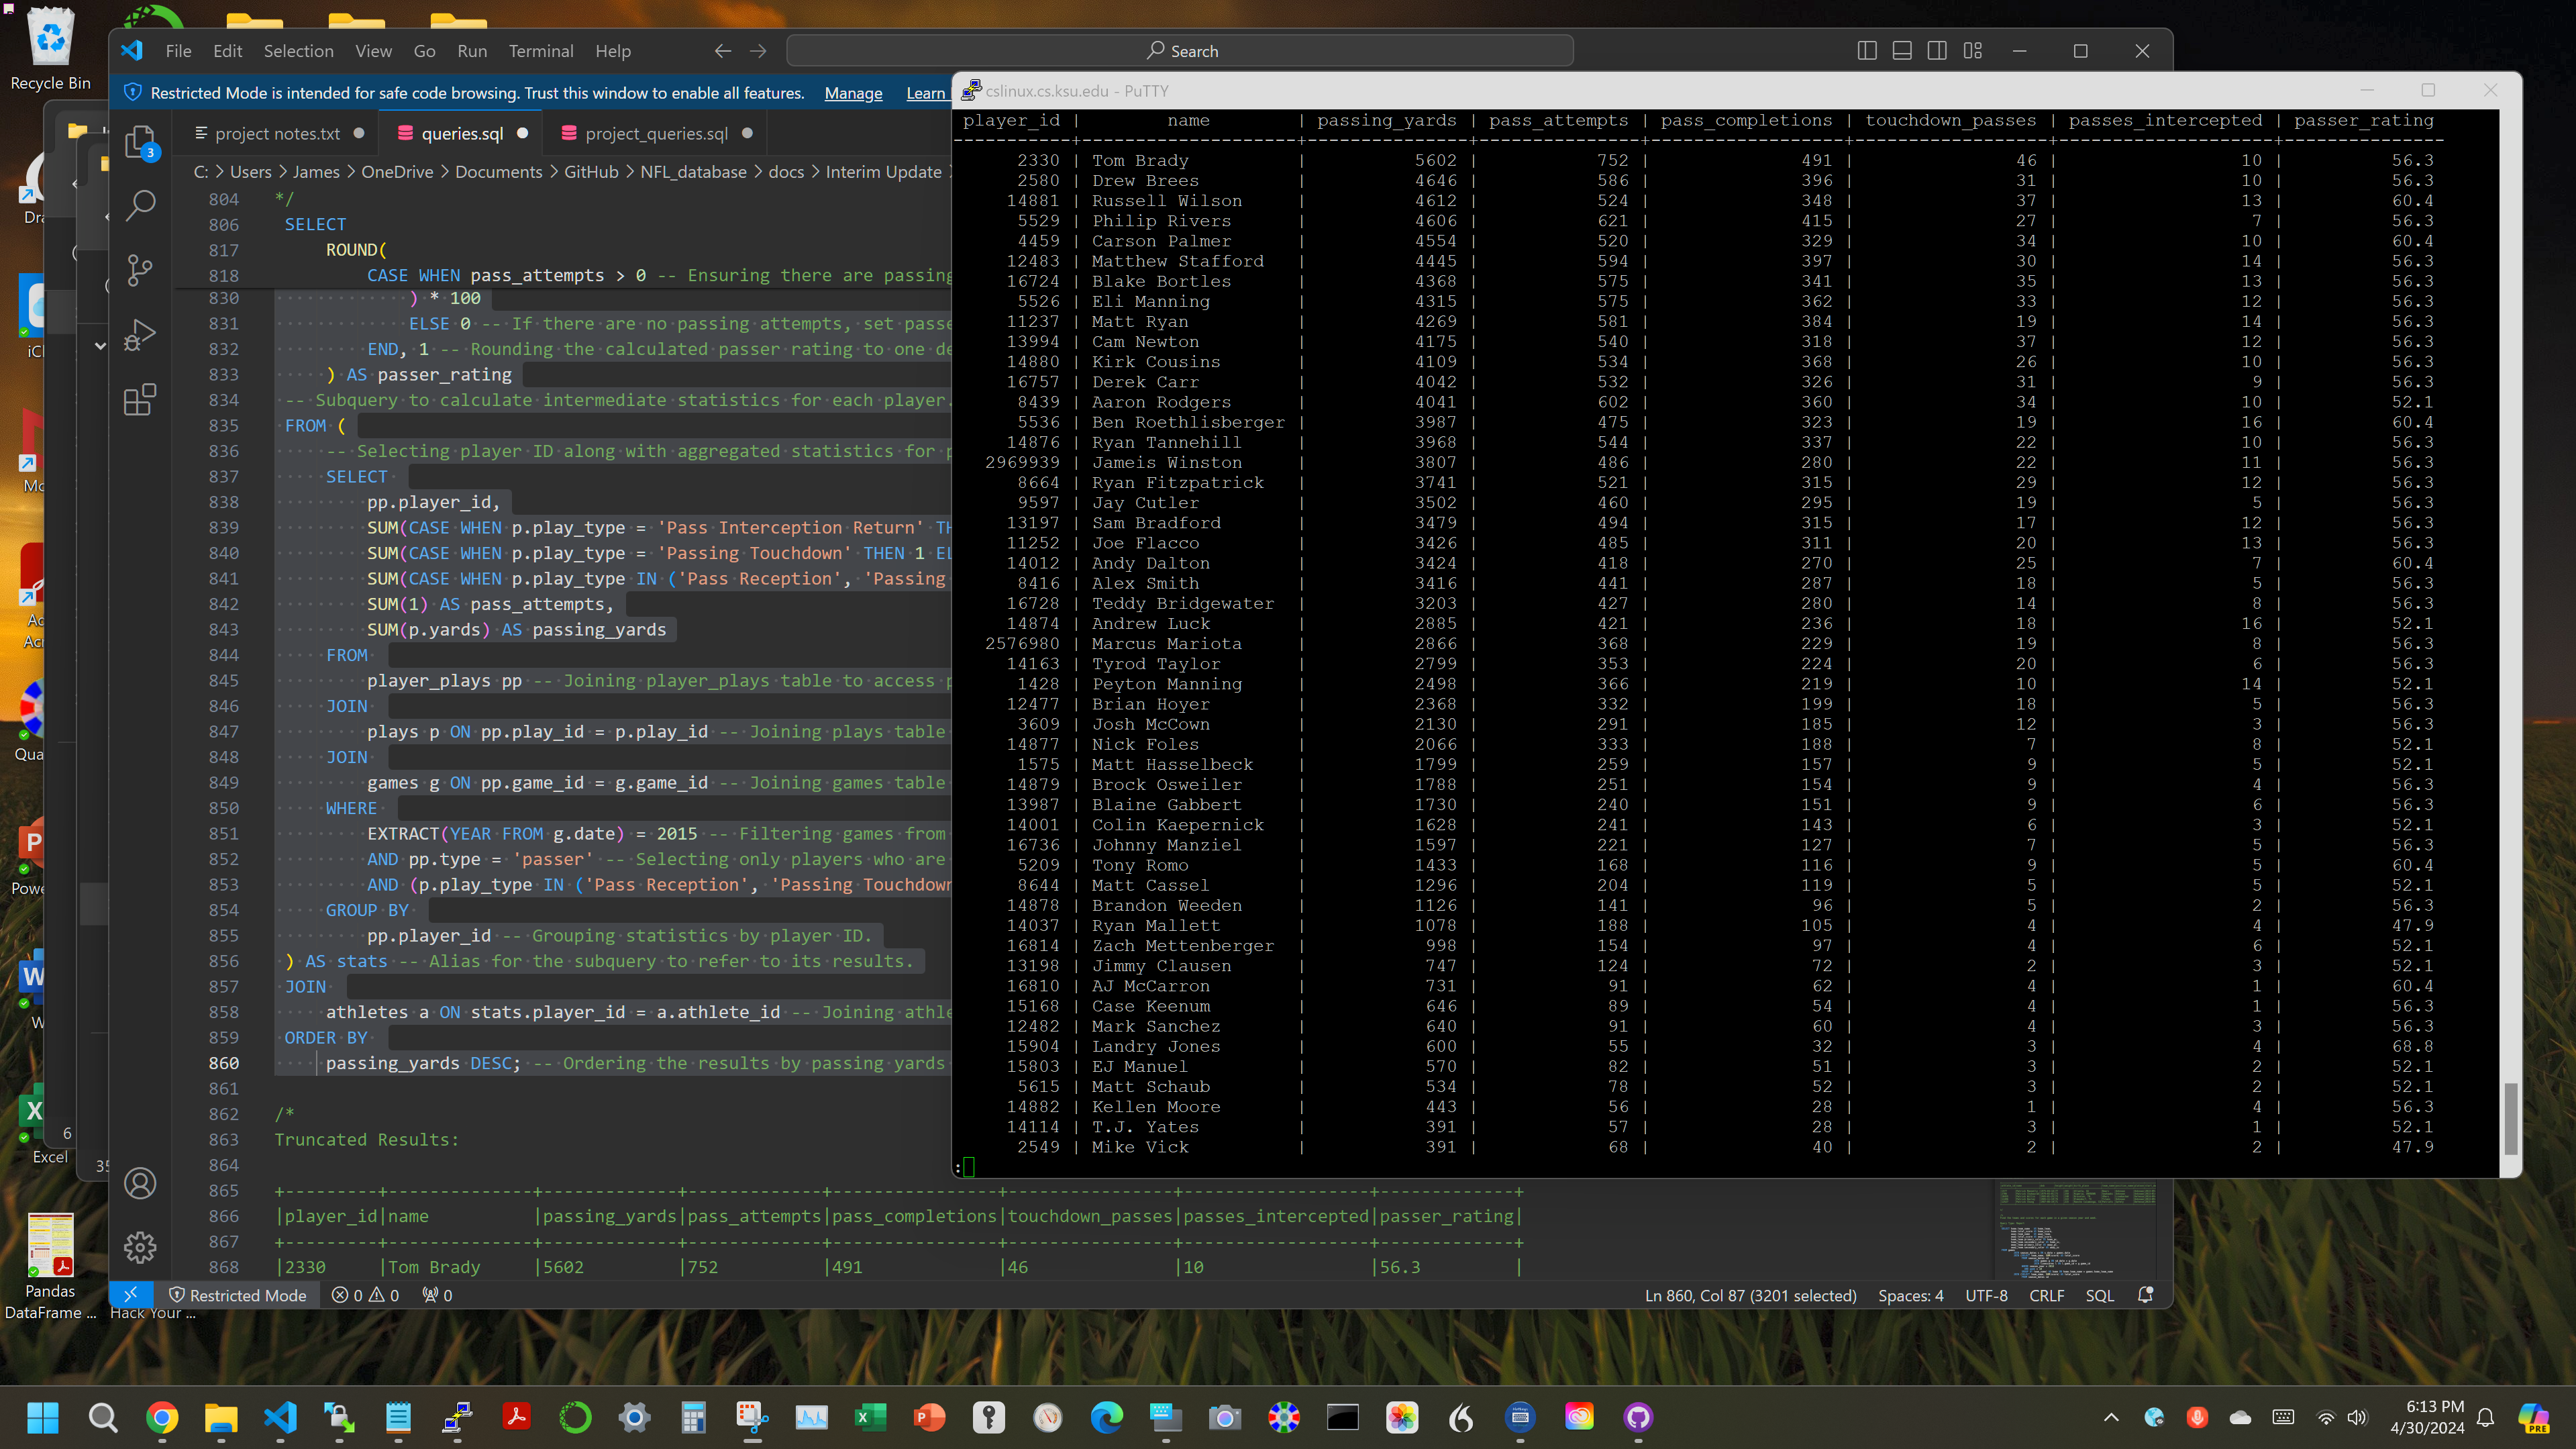 Recycle Bin
File Edit Selection View Go Run Terminal Help
Search
Restricted Mode is intended for safe code browsing. Trust this window to enable all features. Manage Learn
project notes.txt queries.sql project_queries.sql
C: > Users > James > OneDrive > Documents > GitHub > NFL_database > docs > Interim Update
3
804 */
806 SELECT
817 ROUND(
818 CASE WHEN pass_attempts > 0 -- Ensuring there are passing
830 ) * 100
831 ELSE 0 -- If there are no passing attempts, set passe
832 END, 1 -- Rounding the calculated passer rating to one de
833 ) AS passer_rating
834 -- Subquery to calculate intermediate statistics for each player.
835 FROM (
836 -- Selecting player ID along with aggregated statistics for p
837 SELECT
838 pp.player_id,
839 SUM(CASE WHEN p.play_type = 'Pass Interception Return' TH
840 SUM(CASE WHEN p.play_type = 'Passing Touchdown' THEN 1 EL
841 SUM(CASE WHEN p.play_type IN ('Pass Reception', 'Passing
842 SUM(1) AS pass_attempts,
843 SUM(p.yards) AS passing_yards
844 FROM
845 player_plays pp -- Joining player_plays table to access p
846 JOIN
847 plays p ON pp.play_id = p.play_id -- Joining plays table
848 JOIN
849 games g ON pp.game_id = g.game_id -- Joining games table
850 WHERE
851 EXTRACT(YEAR FROM g.date) = 2015 -- Filtering games from
852 AND pp.type = 'passer' -- Selecting only players who are
853 AND (p.play_type IN ('Pass Reception', 'Passing Touchdown
854 GROUP BY
855 pp.player_id -- Grouping statistics by player ID.
856 ) AS stats -- Alias for the subquery to refer to its results.
857 JOIN
858 athletes a ON stats.player_id = a.athlete_id -- Joining athle
859 ORDER BY
860 passing_yards DESC; -- Ordering the results by passing yards
861
862 /*
863 Truncated Results:
864
865 +---------+--------------+-------------+-------------+----------------+----------------+------------------+-------------+
866 |player_id|name |passing_yards|pass_attempts|pass_completions|touchdown_passes|passes_intercepted|passer_rating|
867 +---------+--------------+-------------+-------------+----------------+----------------+------------------+-------------+
868 |2330 |Tom Brady |5602 |752 |491 |46 |10 |56.3 |
Restricted Mode 0 0 0
Ln 860, Col 87 (3201 selected) Spaces: 4 UTF-8 CRLF SQL
cslinux.cs.ksu.edu - PuTTY
player_id | name | passing_yards | pass_attempts | pass_completions | touchdown_passes | passes_intercepted | passer_rating
2330 | Tom Brady | 5602 | 752 | 491 | 46 | 10 | 56.3
2580 | Drew Brees | 4646 | 586 | 396 | 31 | 10 | 56.3
14881 | Russell Wilson | 4612 | 524 | 348 | 37 | 13 | 60.4
5529 | Philip Rivers | 4606 | 621 | 415 | 27 | 7 | 56.3
4459 | Carson Palmer | 4554 | 520 | 329 | 34 | 10 | 60.4
12483 | Matthew Stafford | 4445 | 594 | 397 | 30 | 14 | 56.3
16724 | Blake Bortles | 4368 | 575 | 341 | 35 | 13 | 56.3
5526 | Eli Manning | 4315 | 575 | 362 | 33 | 12 | 56.3
11237 | Matt Ryan | 4269 | 581 | 384 | 19 | 14 | 56.3
13994 | Cam Newton | 4175 | 540 | 318 | 37 | 12 | 56.3
14880 | Kirk Cousins | 4109 | 534 | 368 | 26 | 10 | 56.3
16757 | Derek Carr | 4042 | 532 | 326 | 31 | 9 | 56.3
8439 | Aaron Rodgers | 4041 | 602 | 360 | 34 | 10 | 52.1
5536 | Ben Roethlisberger | 3987 | 475 | 323 | 19 | 16 | 60.4
14876 | Ryan Tannehill | 3968 | 544 | 337 | 22 | 10 | 56.3
2969939 | Jameis Winston | 3807 | 486 | 280 | 22 | 11 | 56.3
8664 | Ryan Fitzpatrick | 3741 | 521 | 315 | 29 | 12 | 56.3
9597 | Jay Cutler | 3502 | 460 | 295 | 19 | 5 | 56.3
13197 | Sam Bradford | 3479 | 494 | 315 | 17 | 12 | 56.3
11252 | Joe Flacco | 3426 | 485 | 311 | 20 | 13 | 56.3
14012 | Andy Dalton | 3424 | 418 | 270 | 25 | 7 | 60.4
8416 | Alex Smith | 3416 | 441 | 287 | 18 | 5 | 56.3
16728 | Teddy Bridgewater | 3203 | 427 | 280 | 14 | 8 | 56.3
14874 | Andrew Luck | 2885 | 421 | 236 | 18 | 16 | 52.1
2576980 | Marcus Mariota | 2866 | 368 | 229 | 19 | 8 | 56.3
14163 | Tyrod Taylor | 2799 | 353 | 224 | 20 | 6 | 56.3
1428 | Peyton Manning | 2498 | 366 | 219 | 10 | 14 | 52.1
12477 | Brian Hoyer | 2368 | 332 | 199 | 18 | 5 | 56.3
3609 | Josh McCown | 2130 | 291 | 185 | 12 | 3 | 56.3
14877 | Nick Foles | 2066 | 333 | 188 | 7 | 8 | 52.1
1575 | Matt Hasselbeck | 1799 | 259 | 157 | 9 | 5 | 52.1
14879 | Brock Osweiler | 1788 | 251 | 154 | 9 | 4 | 56.3
13987 | Blaine Gabbert | 1730 | 240 | 151 | 9 | 6 | 56.3
14001 | Colin Kaepernick | 1628 | 241 | 143 | 6 | 3 | 52.1
16736 | Johnny Manziel | 1597 | 221 | 127 | 7 | 5 | 56.3
5209 | Tony Romo | 1433 | 168 | 116 | 9 | 5 | 60.4
8644 | Matt Cassel | 1296 | 204 | 119 | 5 | 5 | 52.1
14878 | Brandon Weeden | 1126 | 141 | 96 | 5 | 2 | 56.3
14037 | Ryan Mallett | 1078 | 188 | 105 | 4 | 4 | 47.9
16814 | Zach Mettenberger | 998 | 154 | 97 | 4 | 6 | 52.1
13198 | Jimmy Clausen | 747 | 124 | 72 | 2 | 3 | 52.1
16810 | AJ McCarron | 731 | 91 | 62 | 4 | 1 | 60.4
15168 | Case Keenum | 646 | 89 | 54 | 4 | 1 | 56.3
12482 | Mark Sanchez | 640 | 91 | 60 | 4 | 3 | 56.3
15904 | Landry Jones | 600 | 55 | 32 | 3 | 4 | 68.8
15803 | EJ Manuel | 570 | 82 | 51 | 3 | 2 | 52.1
5615 | Matt Schaub | 534 | 78 | 52 | 3 | 2 | 52.1
14882 | Kellen Moore | 443 | 56 | 28 | 1 | 4 | 56.3
14114 | T.J. Yates | 391 | 57 | 28 | 3 | 1 | 52.1
2549 | Mike Vick | 391 | 68 | 40 | 2 | 2 | 47.9
:
Dra
iCl
Mc
Ac
Acr
Qua
Powe
W
Excel
6
35
Pandas
DataFrame ...
Hack Your ...
6:13 PM
4/30/2024
PRE